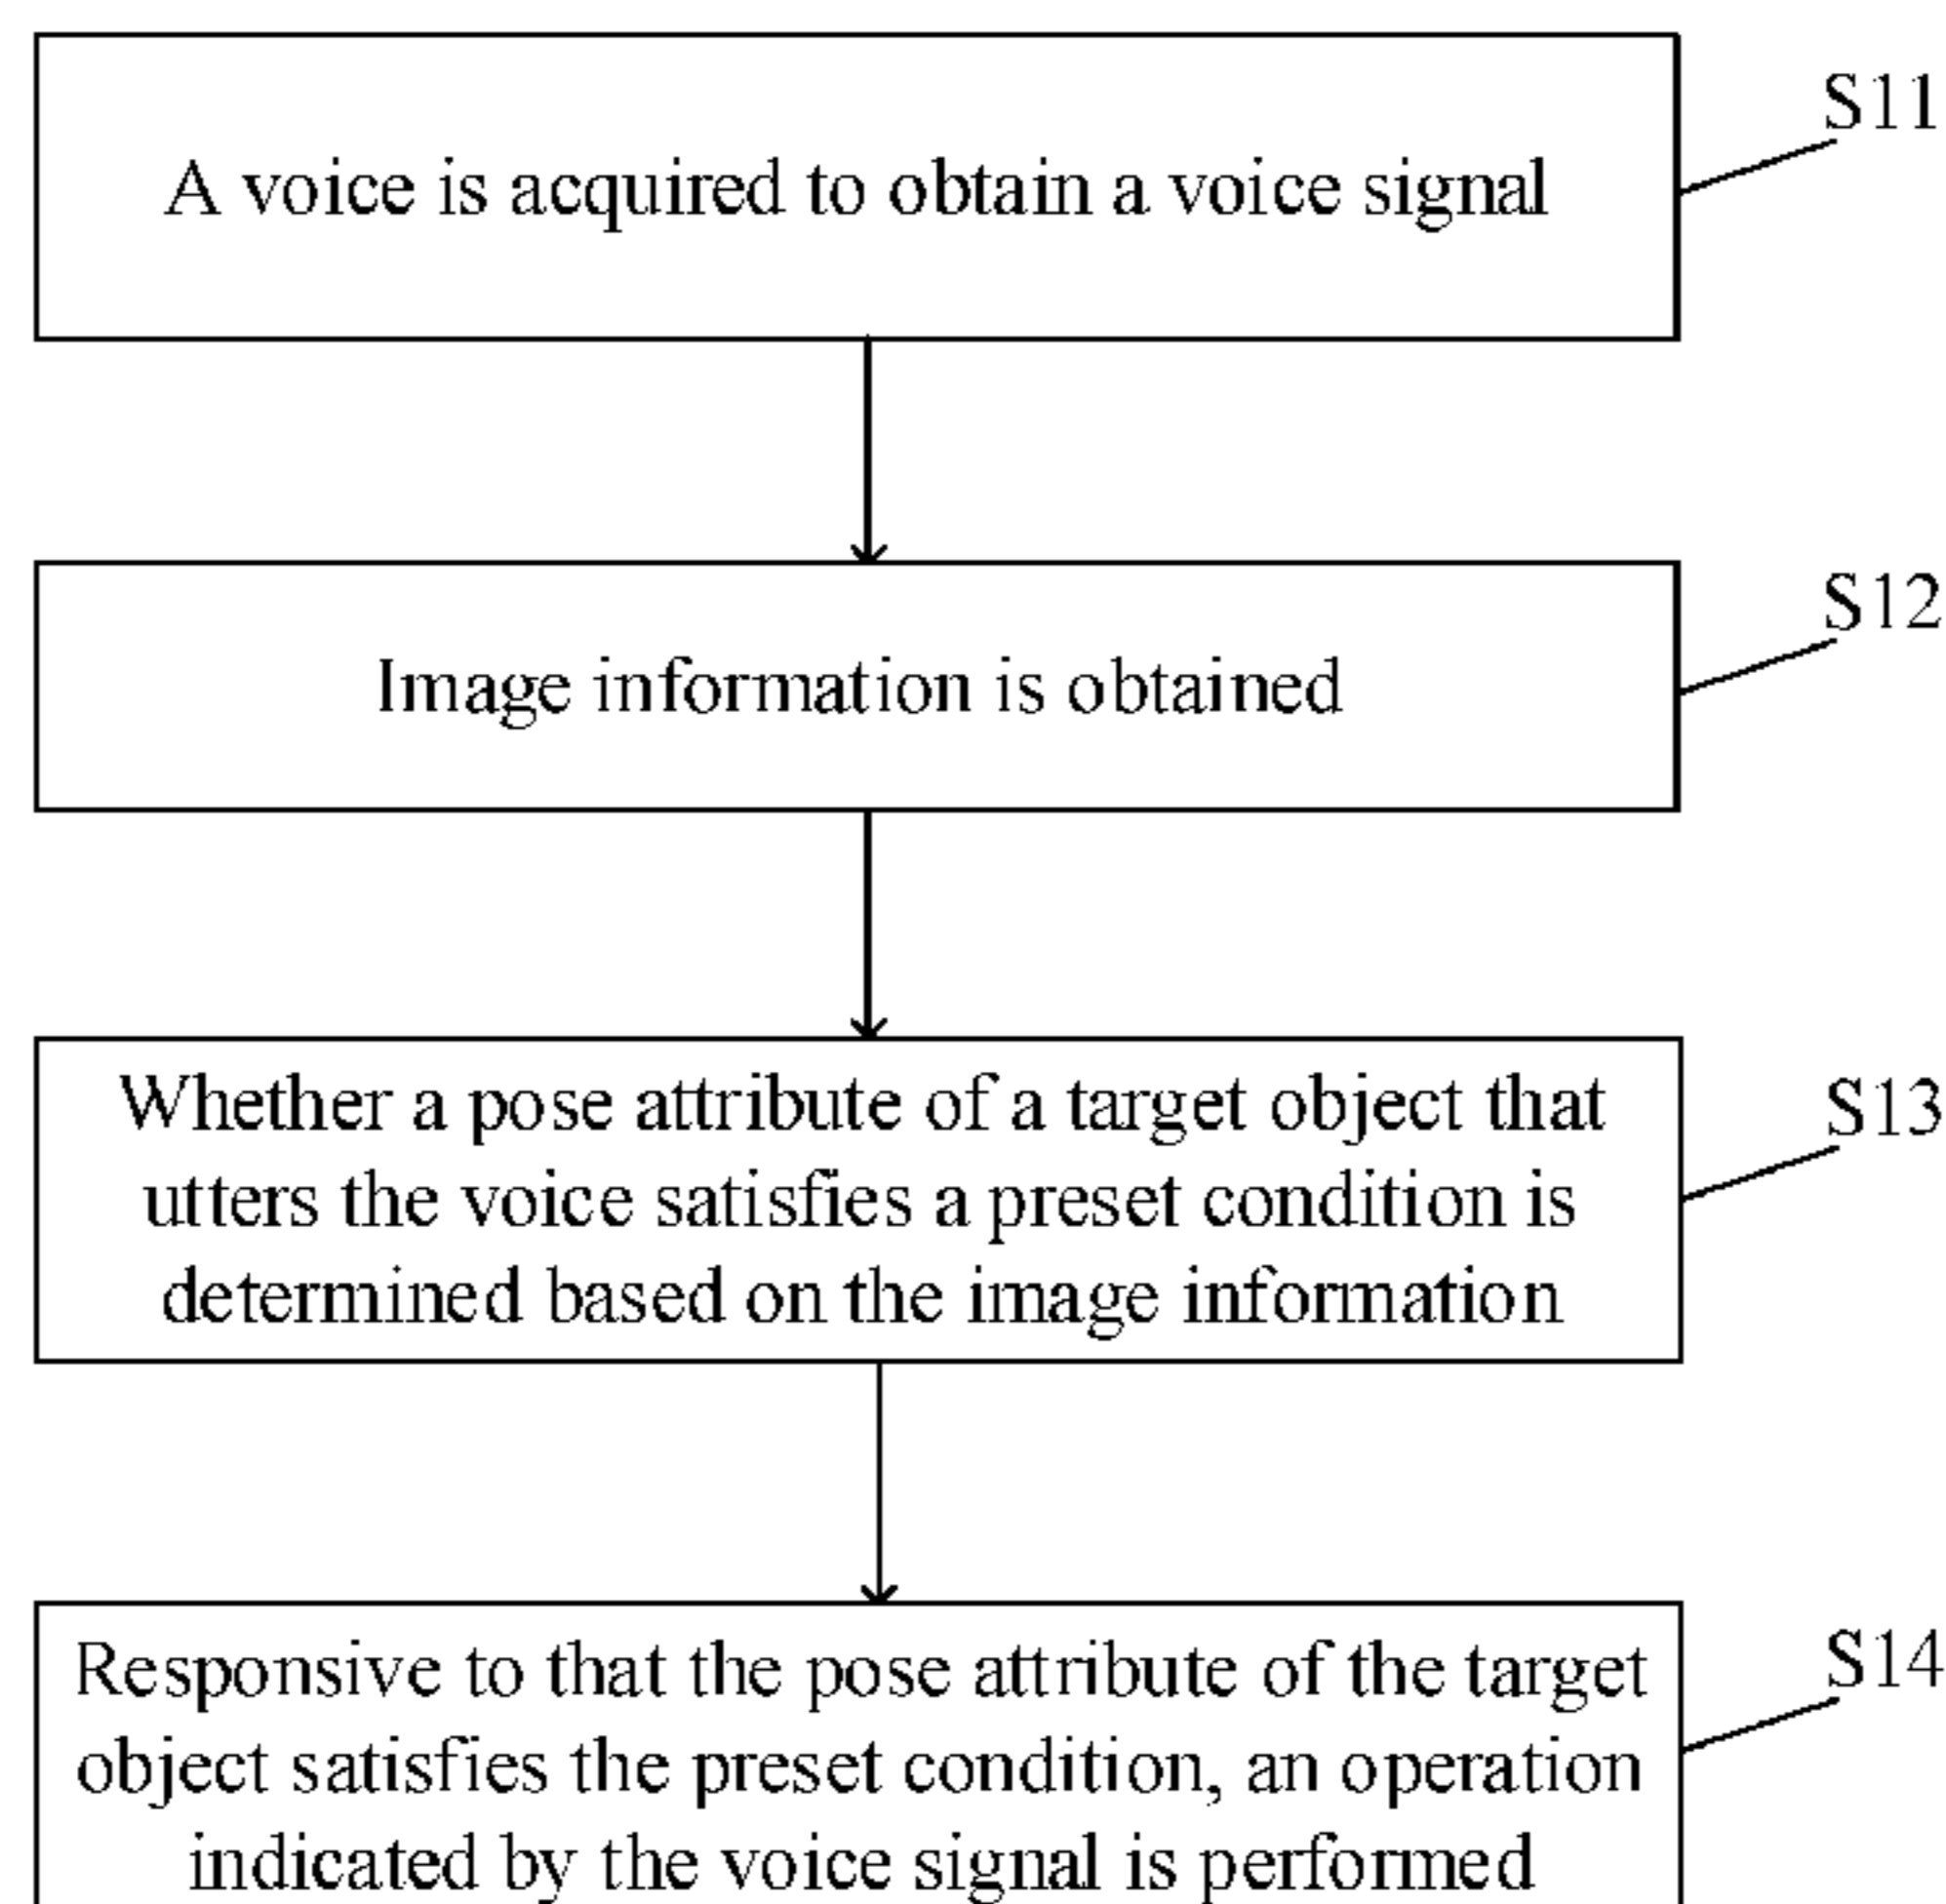 S11
A voice is acquired to obtain a voice signal
S12
Image information is obtained
S13
Whether a pose attribute of a target object that
utters the voice satisfies a preset condition is
determined based on the image information
S14
Responsive to that the pose attribute of the target
object satisfies the preset condition, an operation
indicated by the voice signal is performed